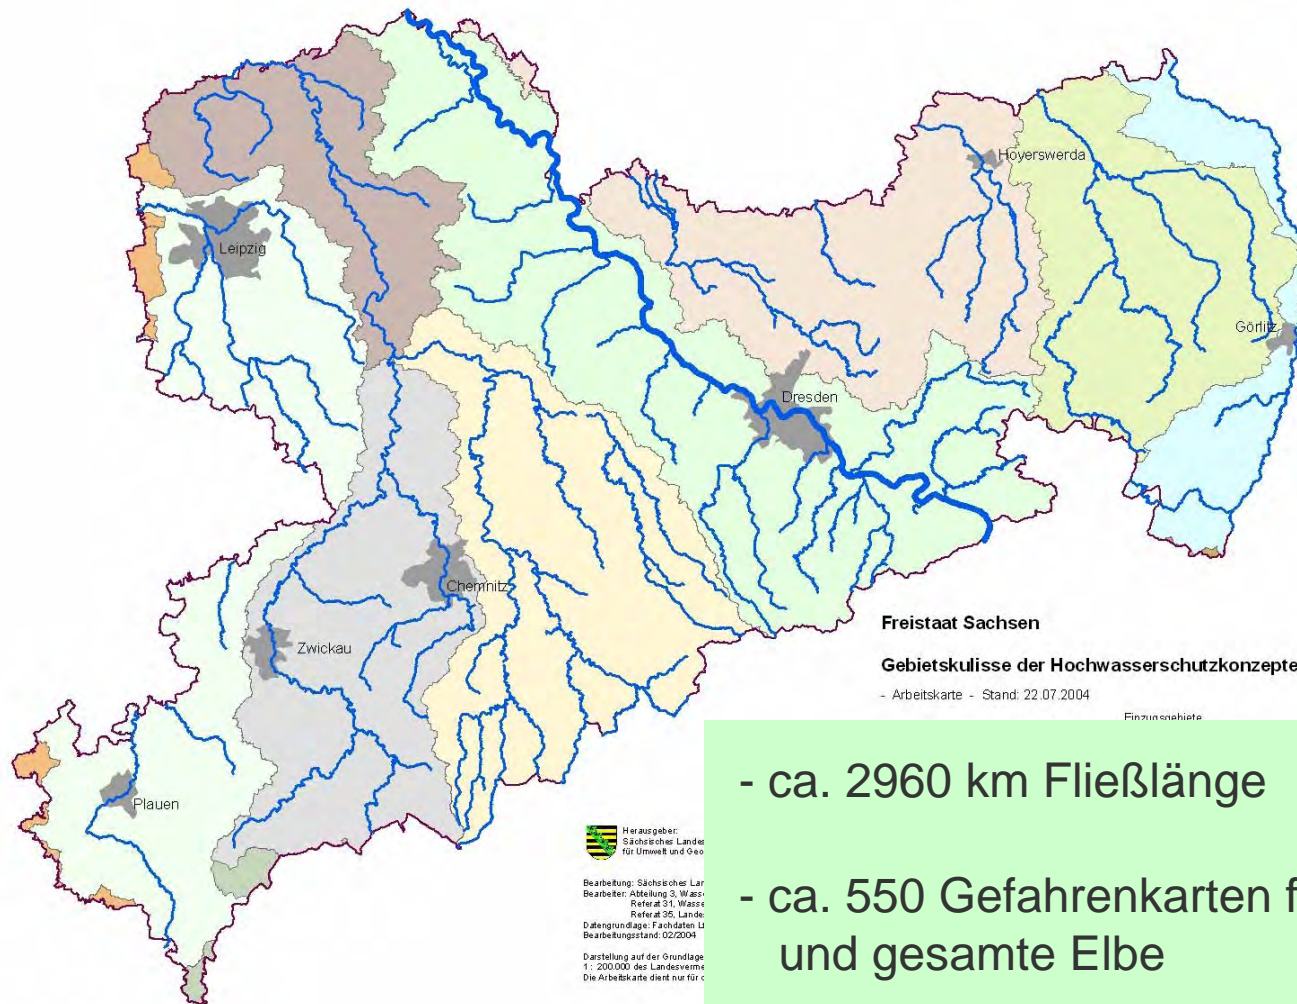 Hoyerswerda
Leipzig
Görlitz
Dresden
Chemnitz
Zwickau
Plauen
Freistaat Sachsen
Gebietskulisse der Hochwasserschutzkonzepte
- Arbeitskarte - Stand: 22.07.2004
Einzugsgebiete
- ca. 2960 km Fließlänge
- ca. 550 Gefahrenkarten f
und gesamte Elbe
Herausgeber:
Sächsisches Landes
für Umwelt und Geo
Bearbeitung: Sächsisches Lan
Bearbeiter: Abteilung 3, Wasse
Referat 31, Wasse
Referat 35, Landes
Datengrundlage: Fachdaten Lf
Bearbeitungsstand: 02/2004
Darstellung auf der Grundlage
1 : 200.000 des Landesverme
Die Arbeitskarte dient nur für d